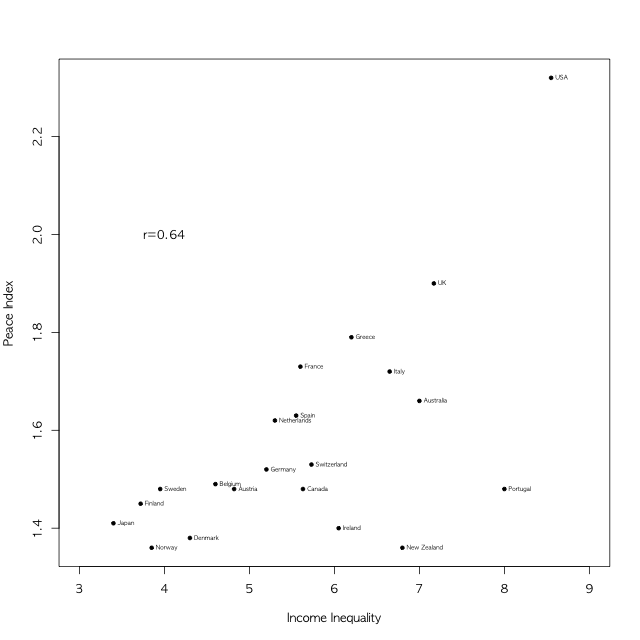 USA
2.2
2.0
r=0.64
UK
Greece
1.8
France
Italy
Australia
Spain
Netherlands
1.6
Switzerland
Germany
Belgium
Sweden
Austria
Canada
Portugal
Finland
Japan
Ireland
1.4
Denmark
Norway
New Zealand
Peace Index
3 4 5 6 7 8 9
Income Inequality